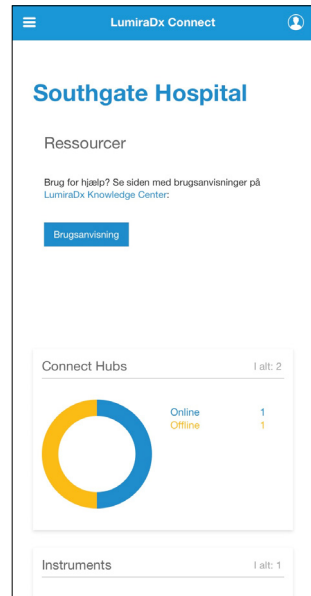 LumiraDx Connect
Southgate Hospital
Ressourcer
Brug for hjælp? Se siden med brugsanvisninger på
LumiraDx Knowledge Center:
Brugsanvisning
Connect Hubs I alt: 2
Online 1
Offline 1
Instruments I alt: 1